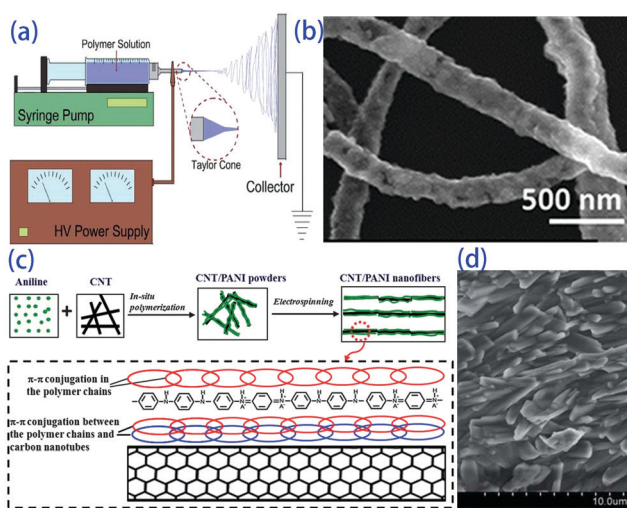 (a)
Polymer Solution
Syringe Pump
Taylor Cone
Collector
HV Power Supply
(b)
500 nm
(c)
Aniline
CNT
+
In-situ
polymerization
CNT/PANI powders
Electrospinning
CNT/PANI nanofibers
π-π conjugation in
the polymer chains
π-π conjugation between
the polymer chains and
carbon nanotubes
(d)
10.0um